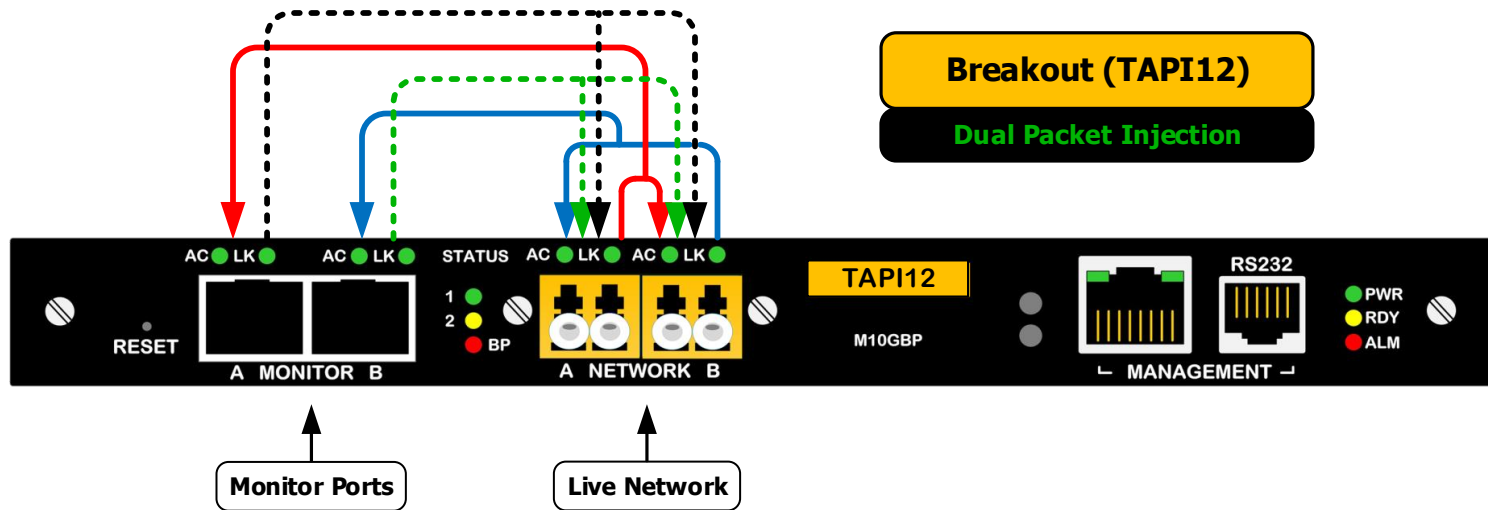 Breakout (TAPI12)
Dual Packet Injection
AC LK AC LK STATUS AC LK AC LK
TAPI12
RS232
1
2
BP
PWR
RDY
ALM
RESET
M10GBP
A MONITOR B
A NETWORK B
MANAGEMENT
Monitor Ports
Live Network